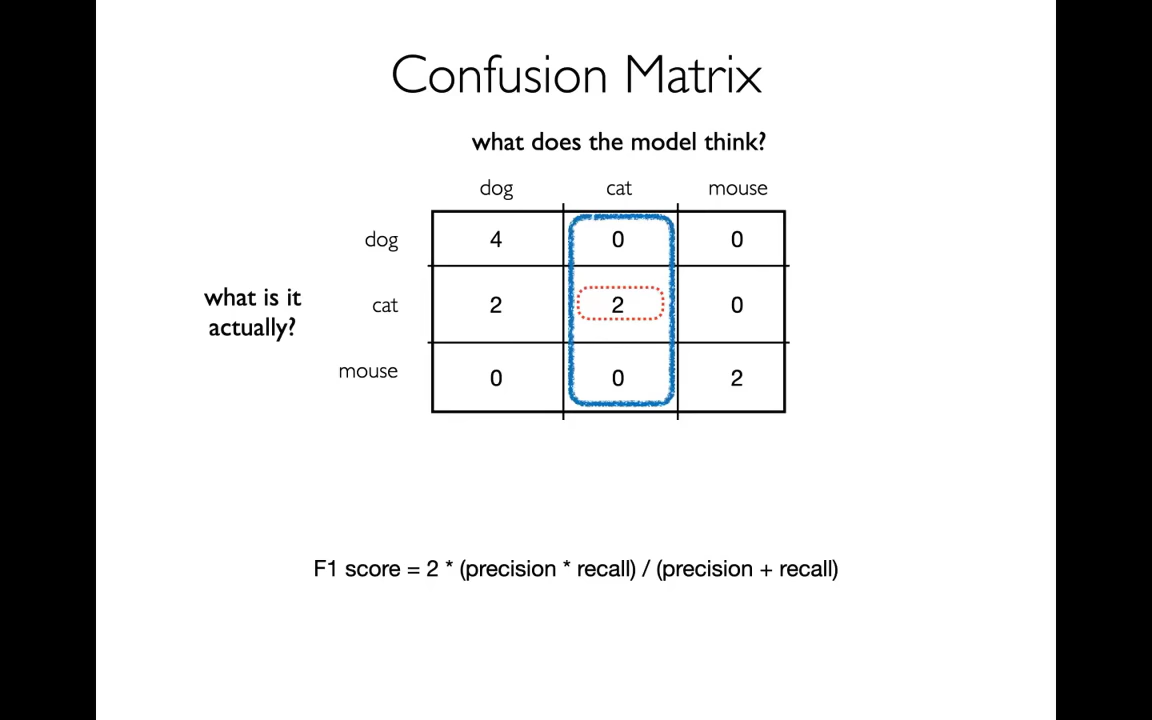 Confusion Matrix
what does the model think?
dog cat mouse
dog 4 0 0
what is it
actually?
cat 2 2 0
mouse 0 0 2
F1 score = 2 * (precision * recall) / (precision + recall)